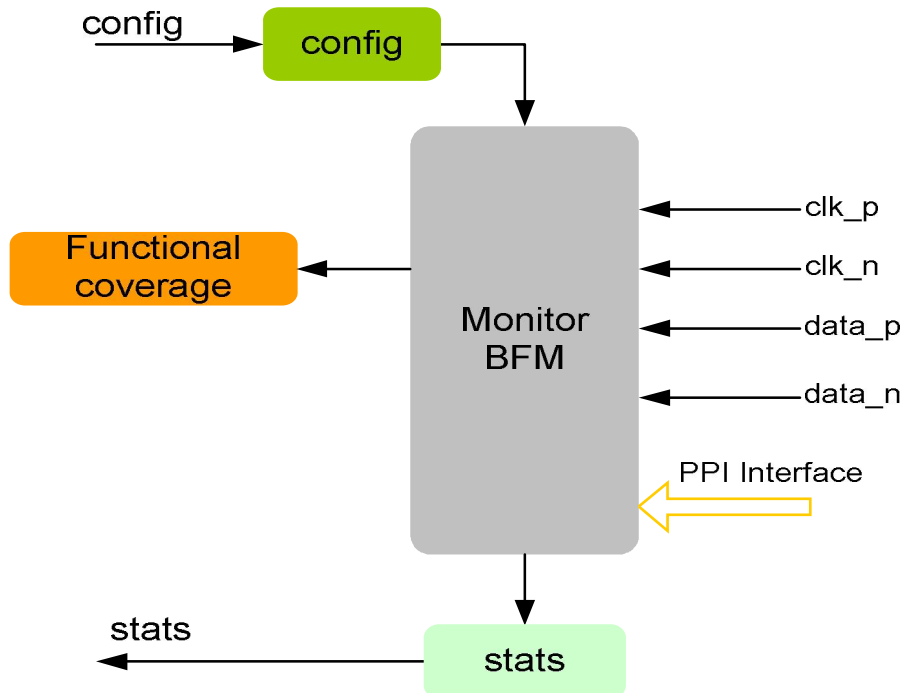 config
config
clk_p
Functional
coverage
clk_n
Monitor
BFM
data_p
data_n
PPI Interface
stats
stats